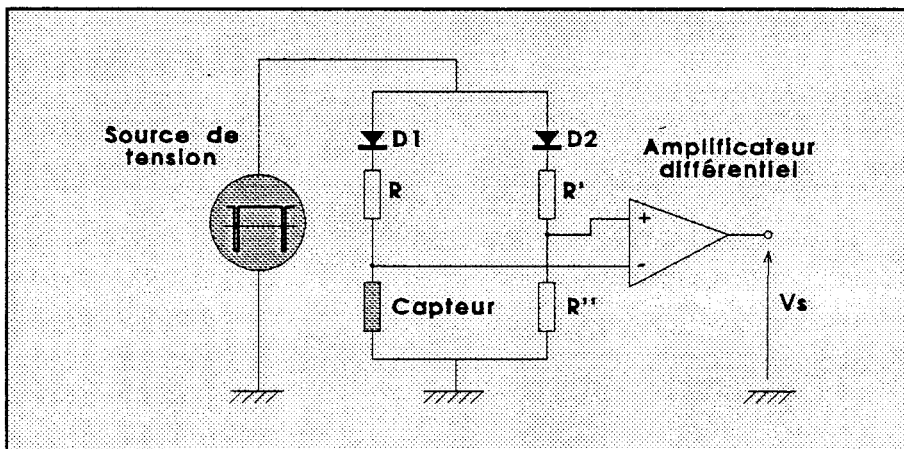 Source de
tension
D1
D2
Amplificateur
différentiel
R
R'
+
-
Capteur
R''
Vs